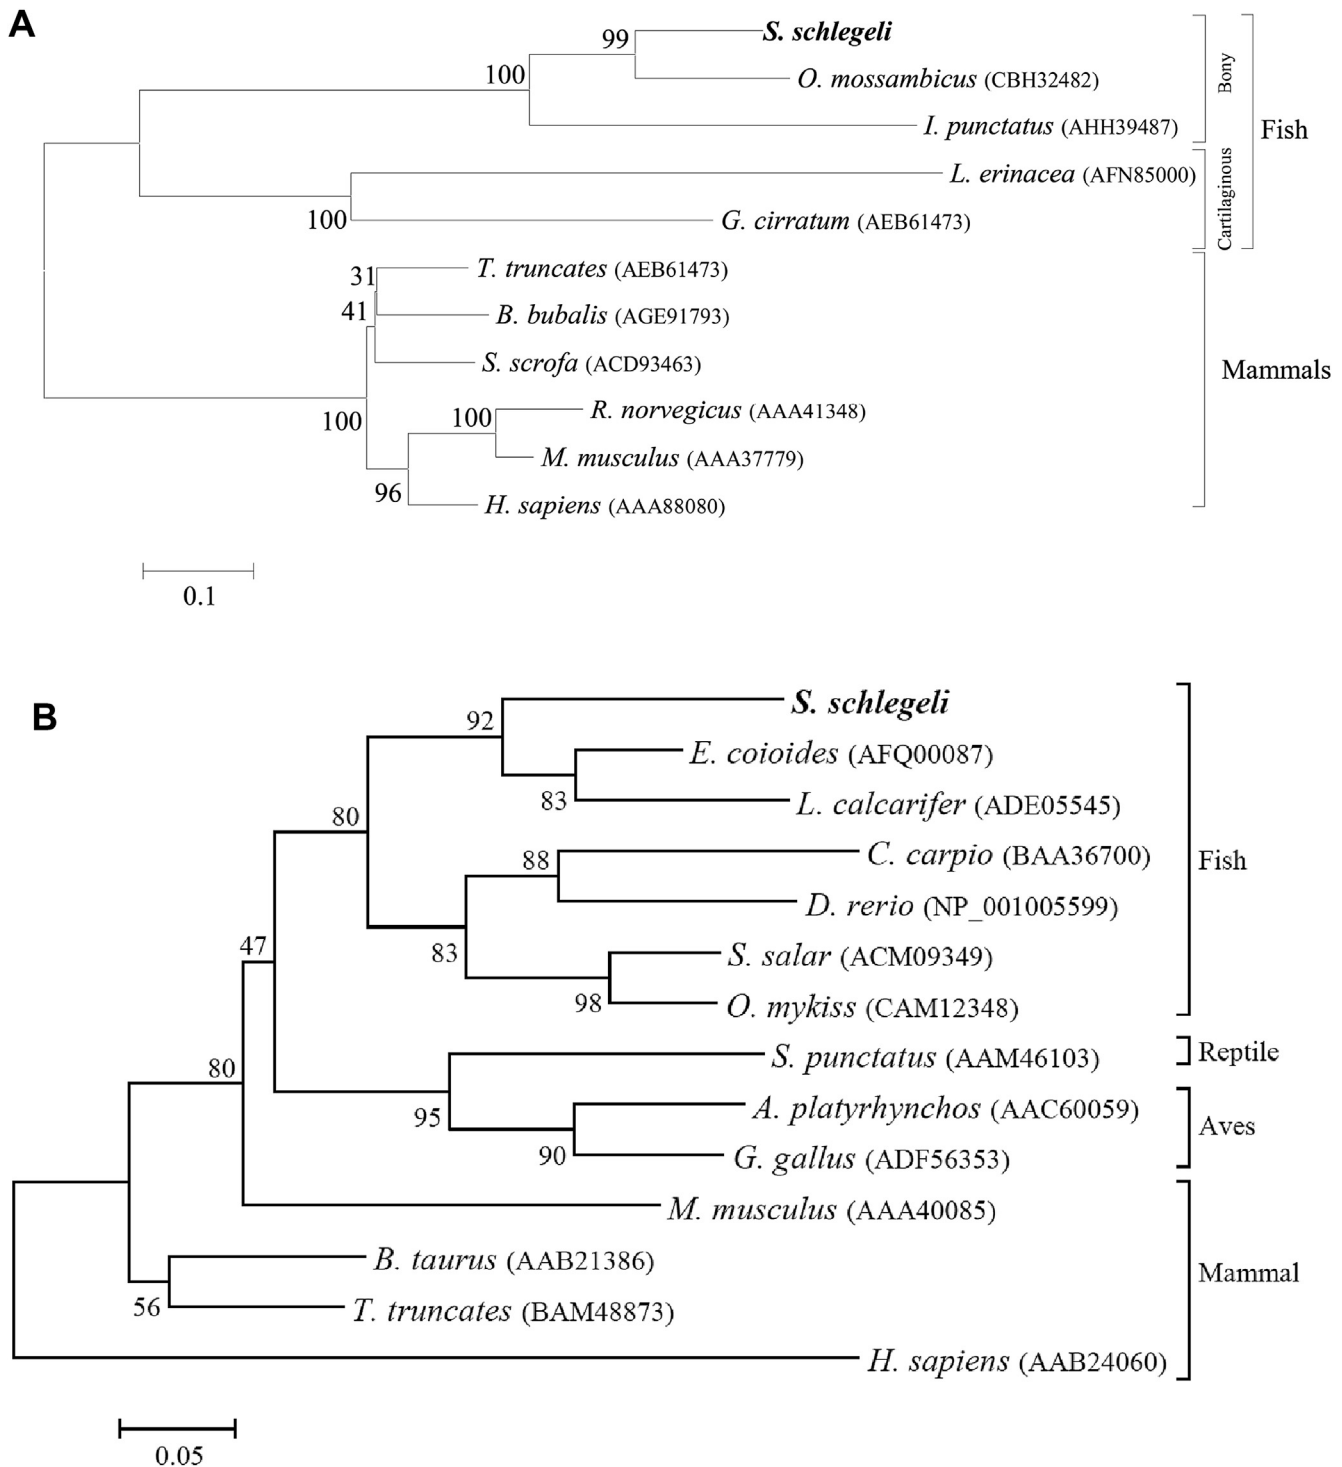 A
99
S. schlegeli
100
O. mossambicus (CBH32482)
I. punctatus (AHH39487)
Bony
Fish
L. erinacea (AFN85000)
100
G. cirratum (AEB61473)
Cartilaginous
31
T. truncates (AEB61473)
41
B. bubalis (AGE91793)
S. scrofa (ACD93463)
Mammals
100
100
R. norvegicus (AAA41348)
M. musculus (AAA37779)
96
H. sapiens (AAA88080)
0.1
B
92
S. schlegeli
E. coioides (AFQ00087)
83
L. calcarifer (ADE05545)
80
88
C. carpio (BAA36700)
Fish
D. rerio (NP_001005599)
47
83
S. salar (ACM09349)
98
O. mykiss (CAM12348)
80
S. punctatus (AAM46103)
Reptile
95
A. platyrhynchos (AAC60059)
Aves
90
G. gallus (ADF56353)
M. musculus (AAA40085)
B. taurus (AAB21386)
Mammal
56
T. truncates (BAM48873)
H. sapiens (AAB24060)
0.05